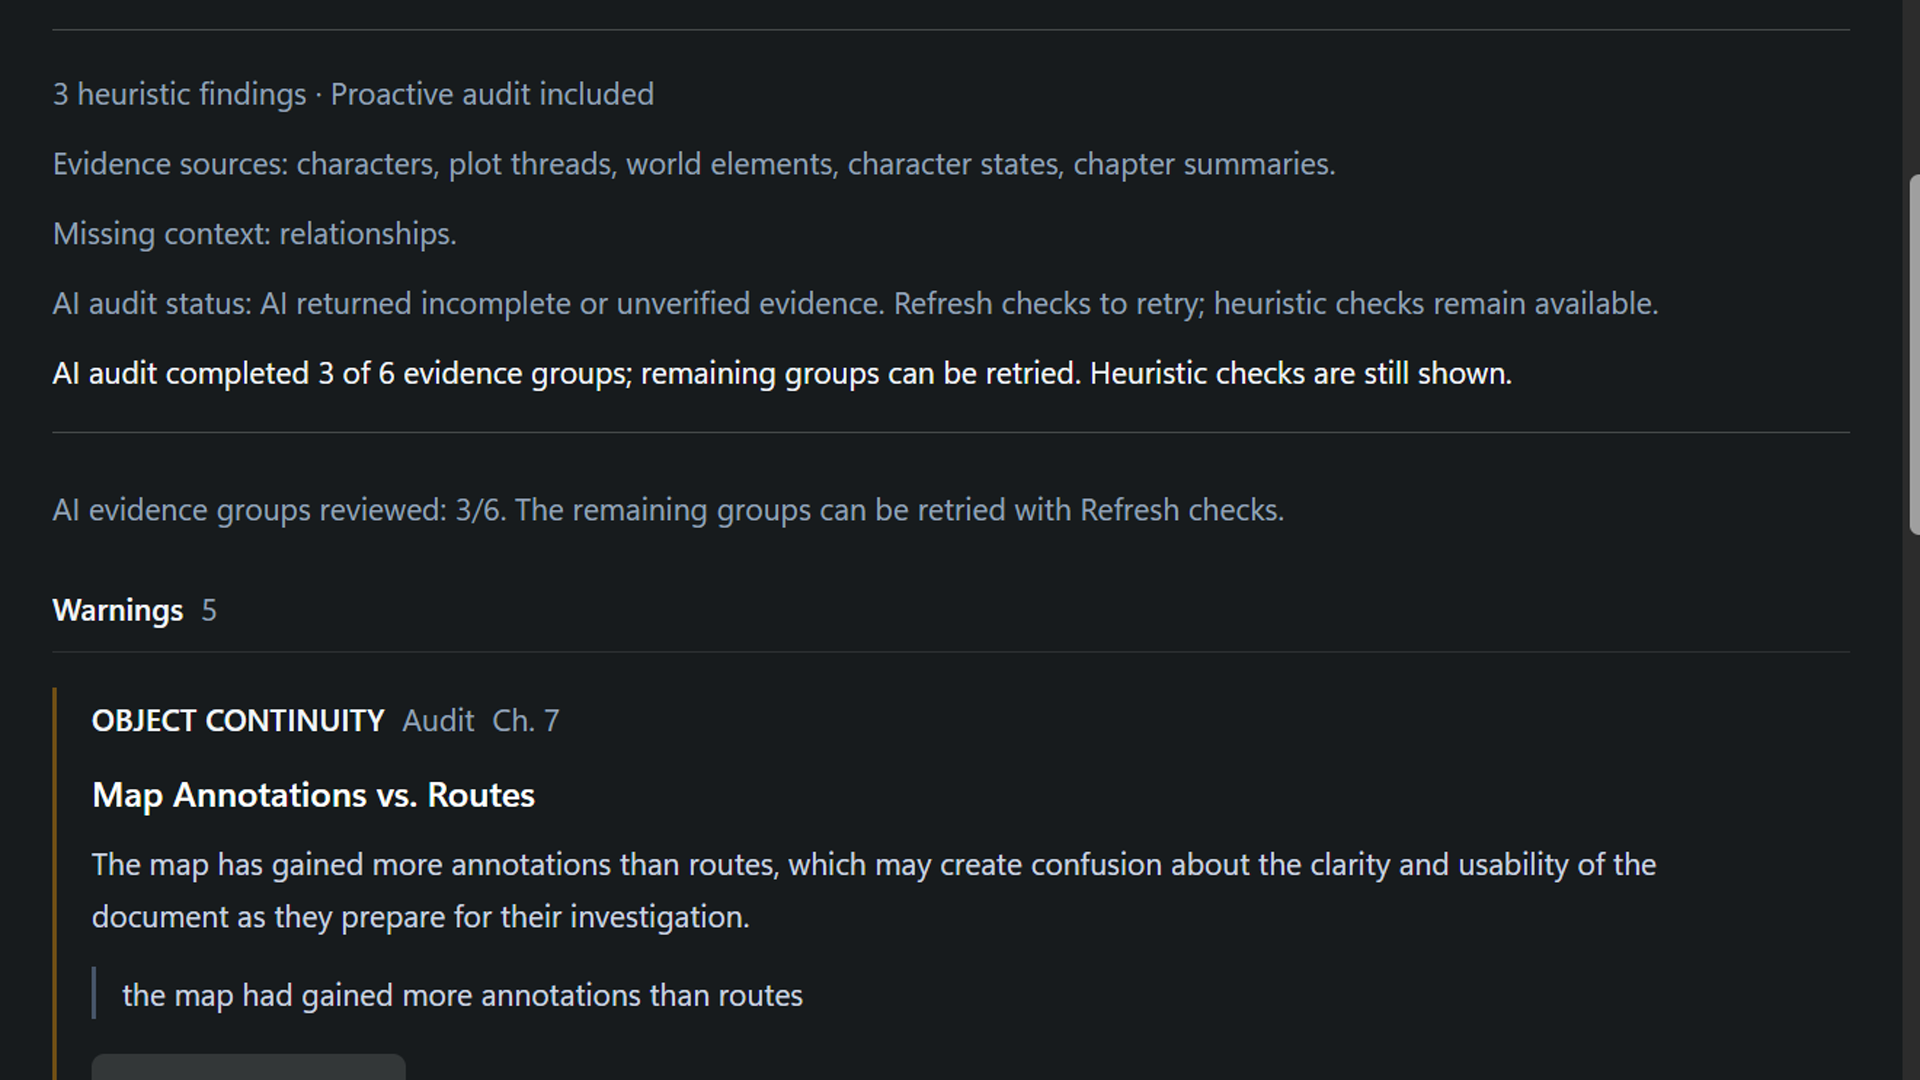 3 heuristic findings · Proactive audit included
Evidence sources: characters, plot threads, world elements, character states, chapter summaries.
Missing context: relationships.
AI audit status: AI returned incomplete or unverified evidence. Refresh checks to retry; heuristic checks remain available.
AI audit completed 3 of 6 evidence groups; remaining groups can be retried. Heuristic checks are still shown.
AI evidence groups reviewed: 3/6. The remaining groups can be retried with Refresh checks.
Warnings 5
OBJECT CONTINUITY Audit Ch. 7
Map Annotations vs. Routes
The map has gained more annotations than routes, which may create confusion about the clarity and usability of the
document as they prepare for their investigation.
the map had gained more annotations than routes